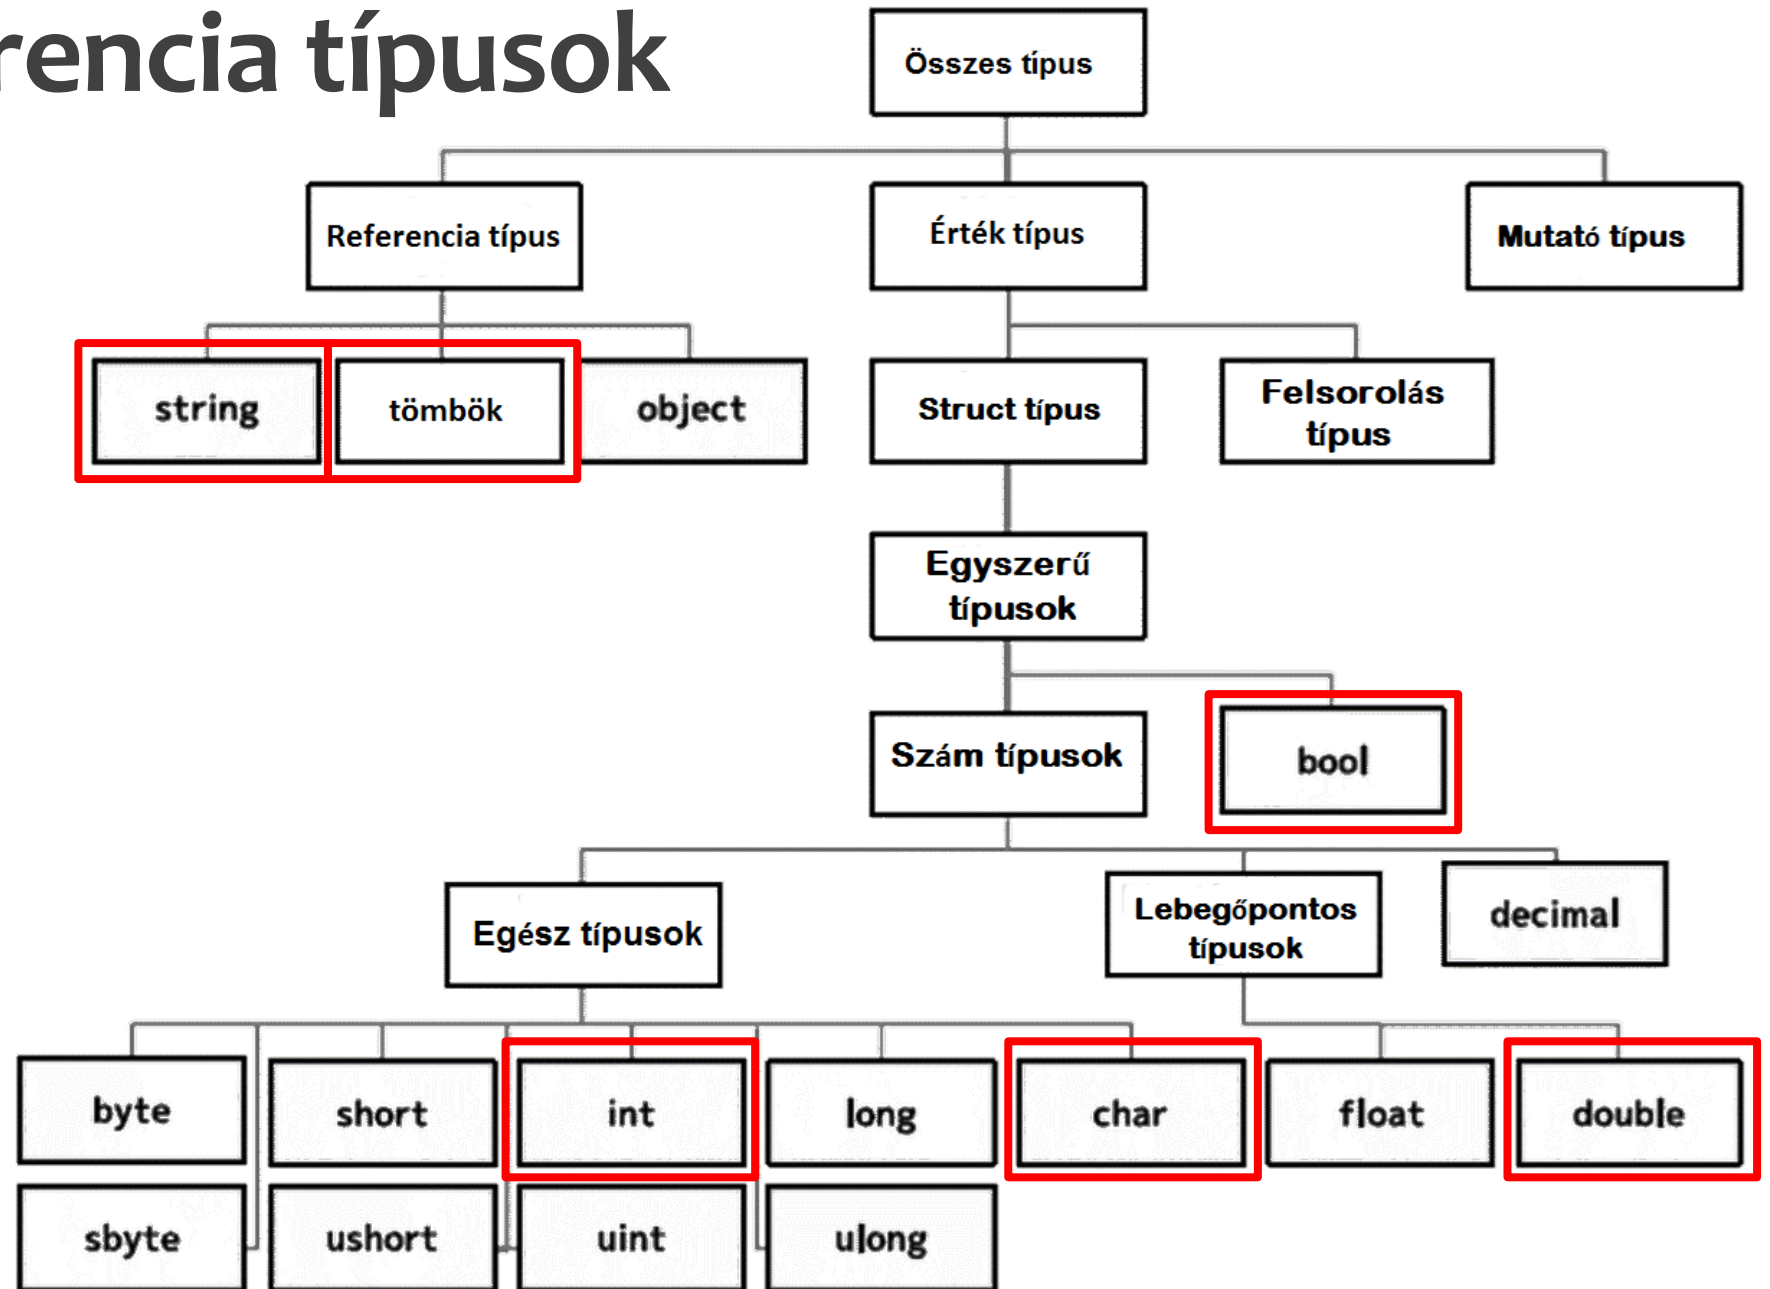 rencia típusok
Összes típus
Referencia típus
Érték típus
Mutató típus
string
tömbök
object
Struct típus
Felsorolás
típus
Egyszerű
típusok
Szám típusok
bool
Egész típusok
Lebegőpontos
típusok
decimal
byte
short
int
long
char
float
double
sbyte
ushort
uint
ulong